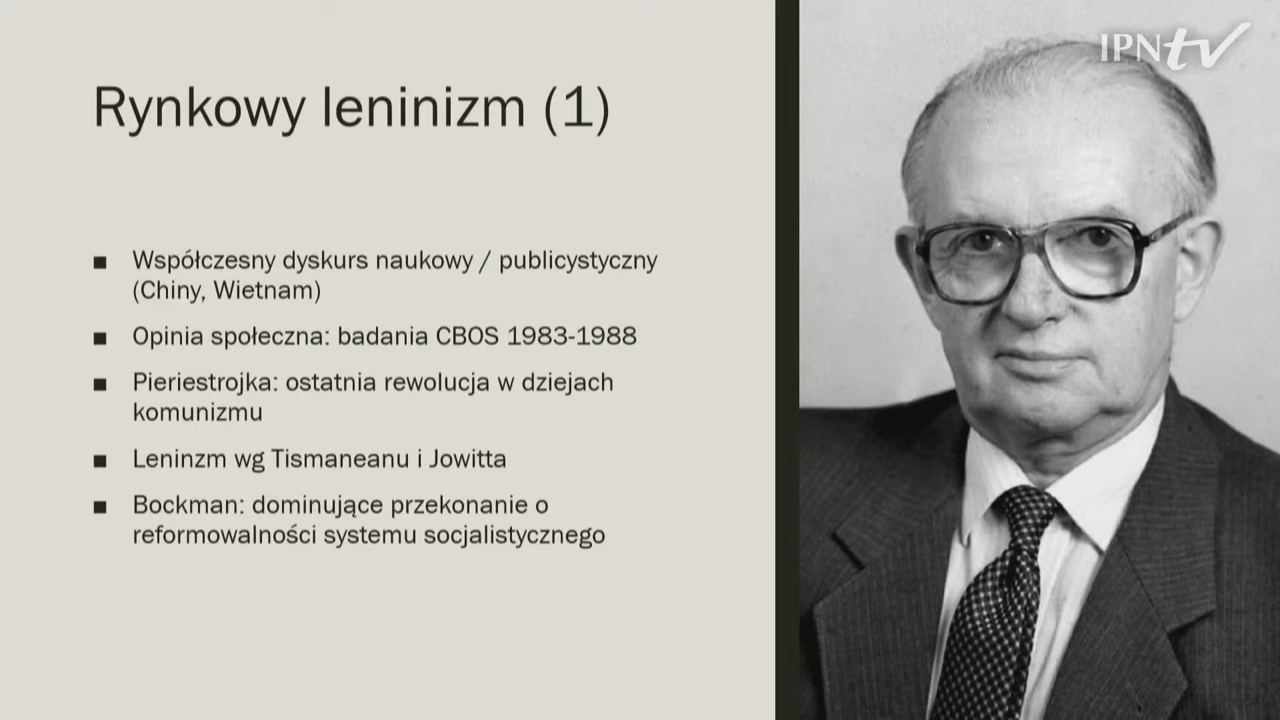 IPNtv
Rynkowy leninizm (1)
■ Współczesny dyskurs naukowy / publicystyczny
(Chiny, Wietnam)
■ Opinia społeczna: badania CBOS 1983-1988
■ Pieriestrojka: ostatnia rewolucja w dziejach
komunizmu
■ Leninzm wg Tismaneanu i Jowitta
■ Bockman: dominujące przekonanie o
reformowalności systemu socjalistycznego